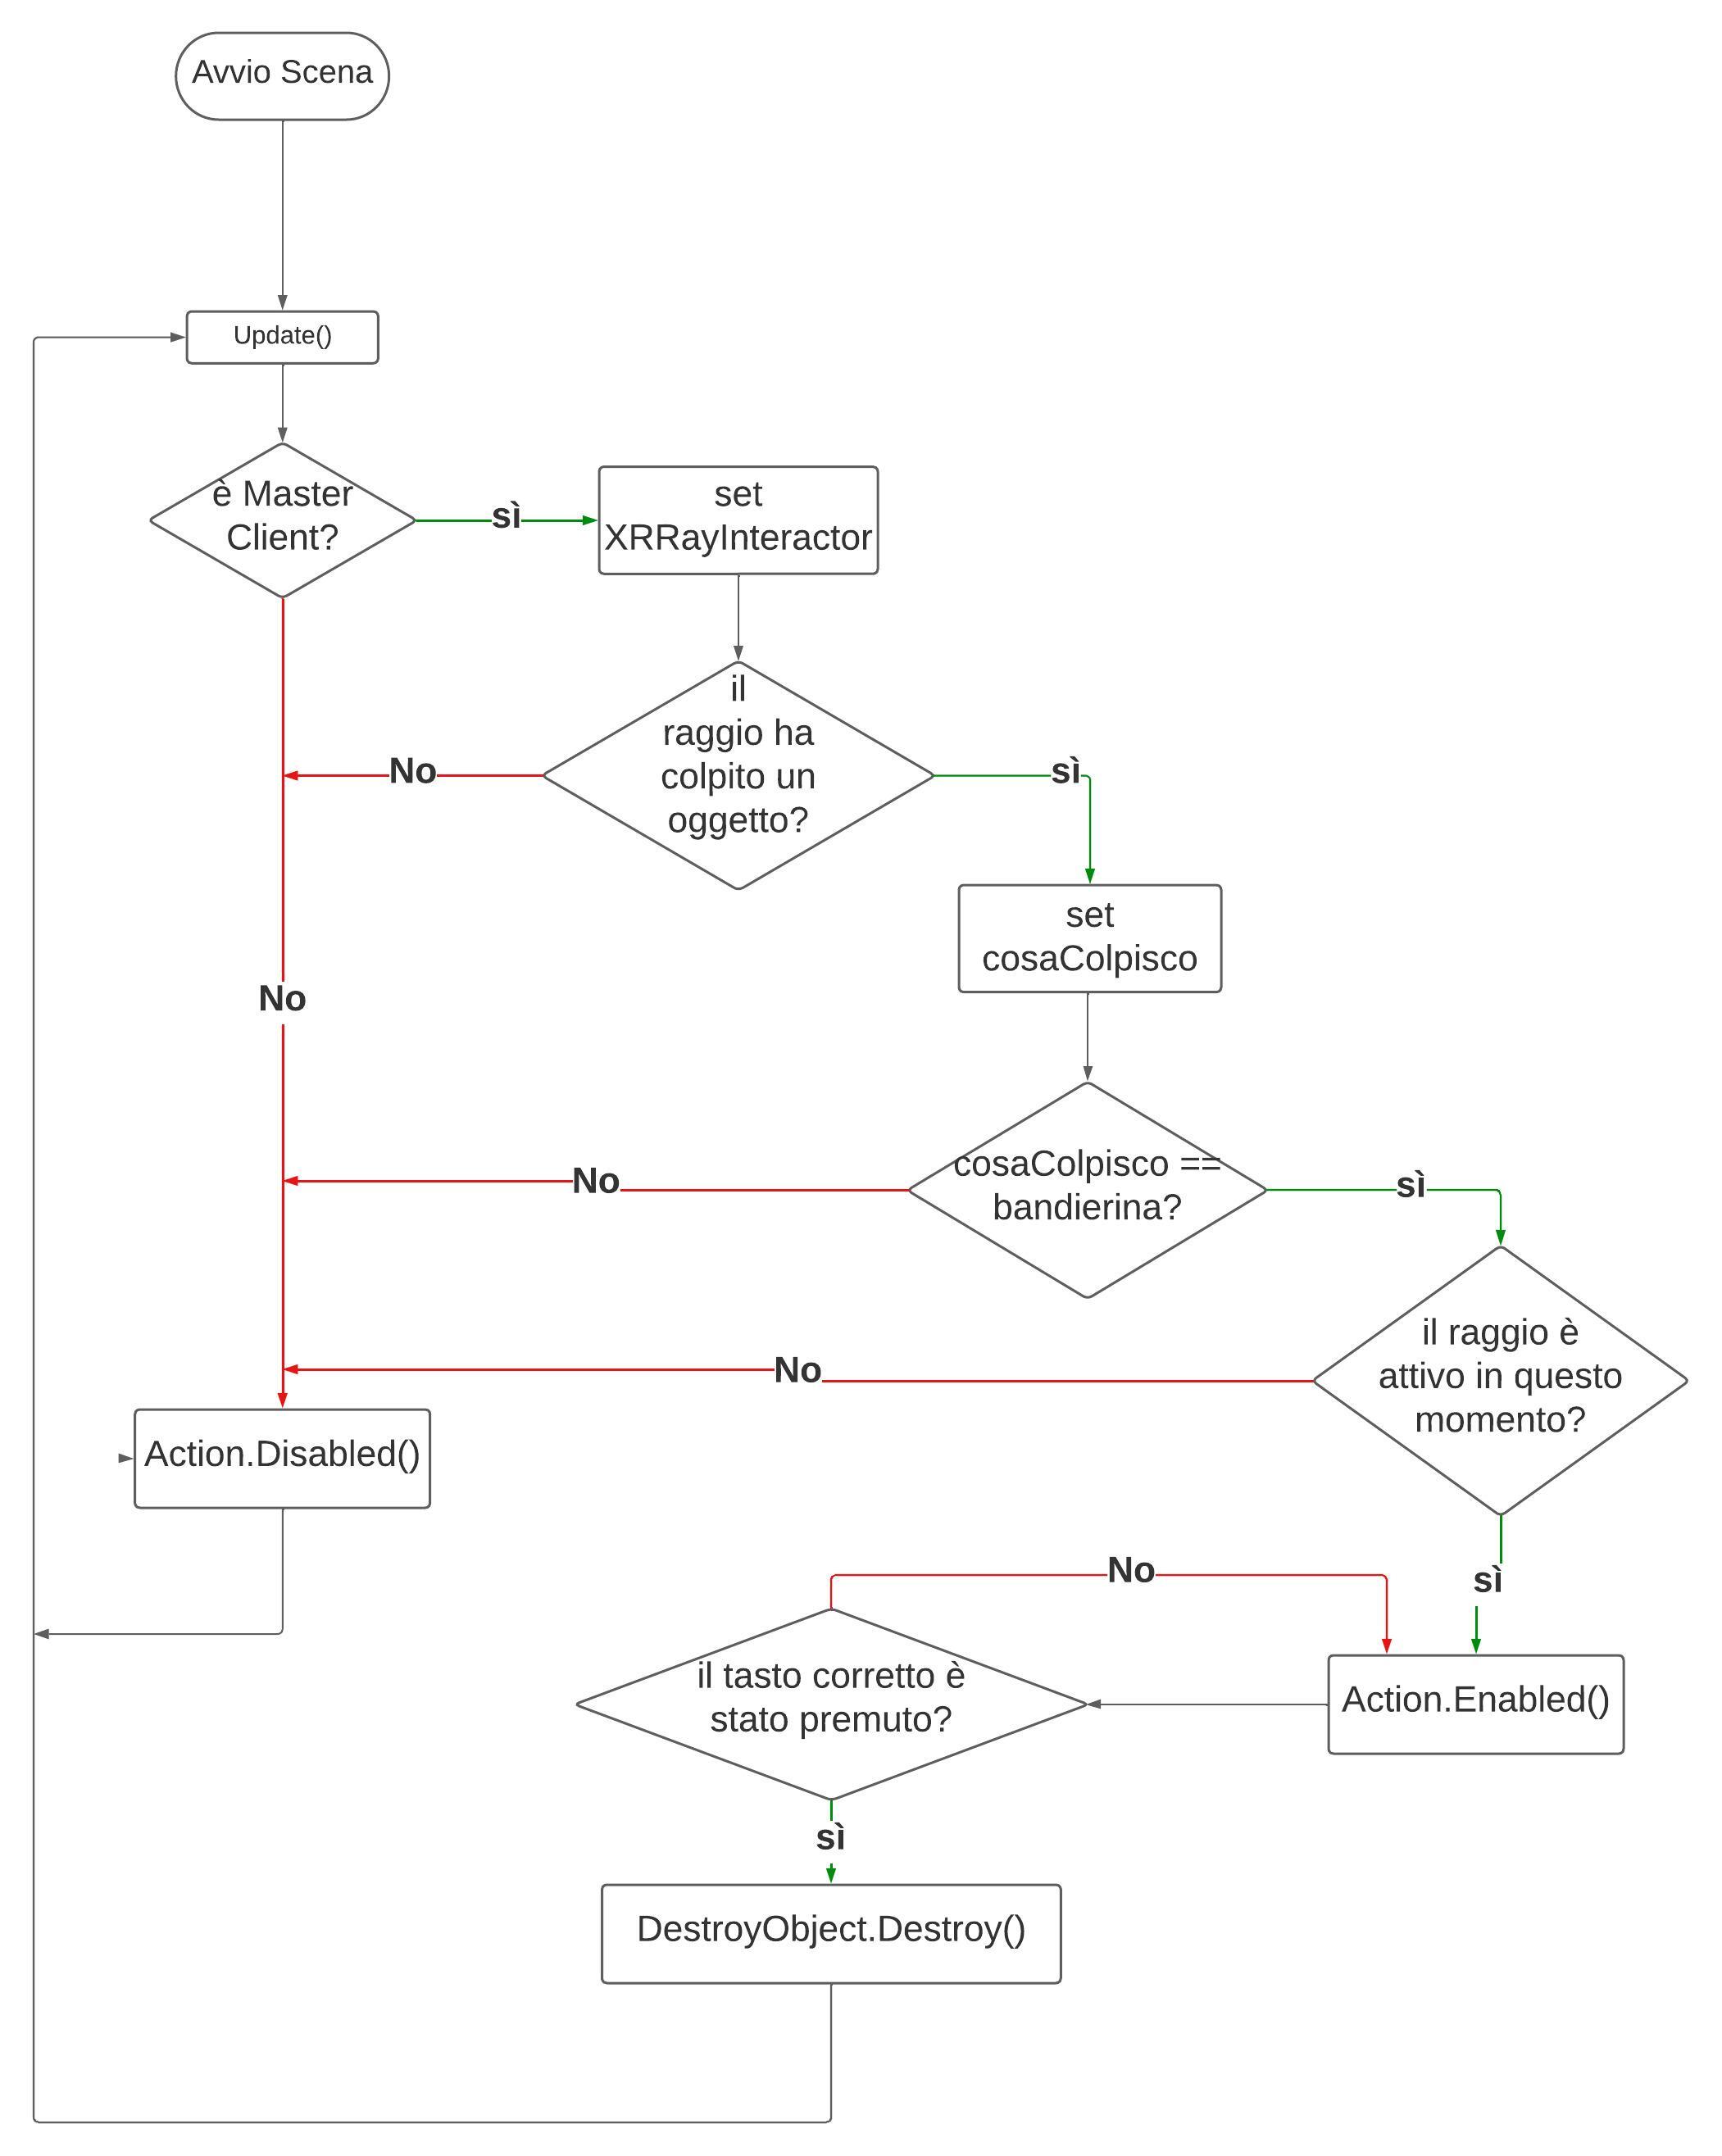 Avvio Scena
Update()
è Master
Client?
sì
set
XRRayInteractor
il
raggio ha
colpito un
oggetto?
No
sì
set
cosaColpisco
No
cosaColpisco ==
bandierina?
No
sì
il raggio è
attivo in questo
momento?
No
Action.Disabled()
sì
No
il tasto corretto è
stato premuto?
Action.Enabled()
sì
DestroyObject.Destroy()